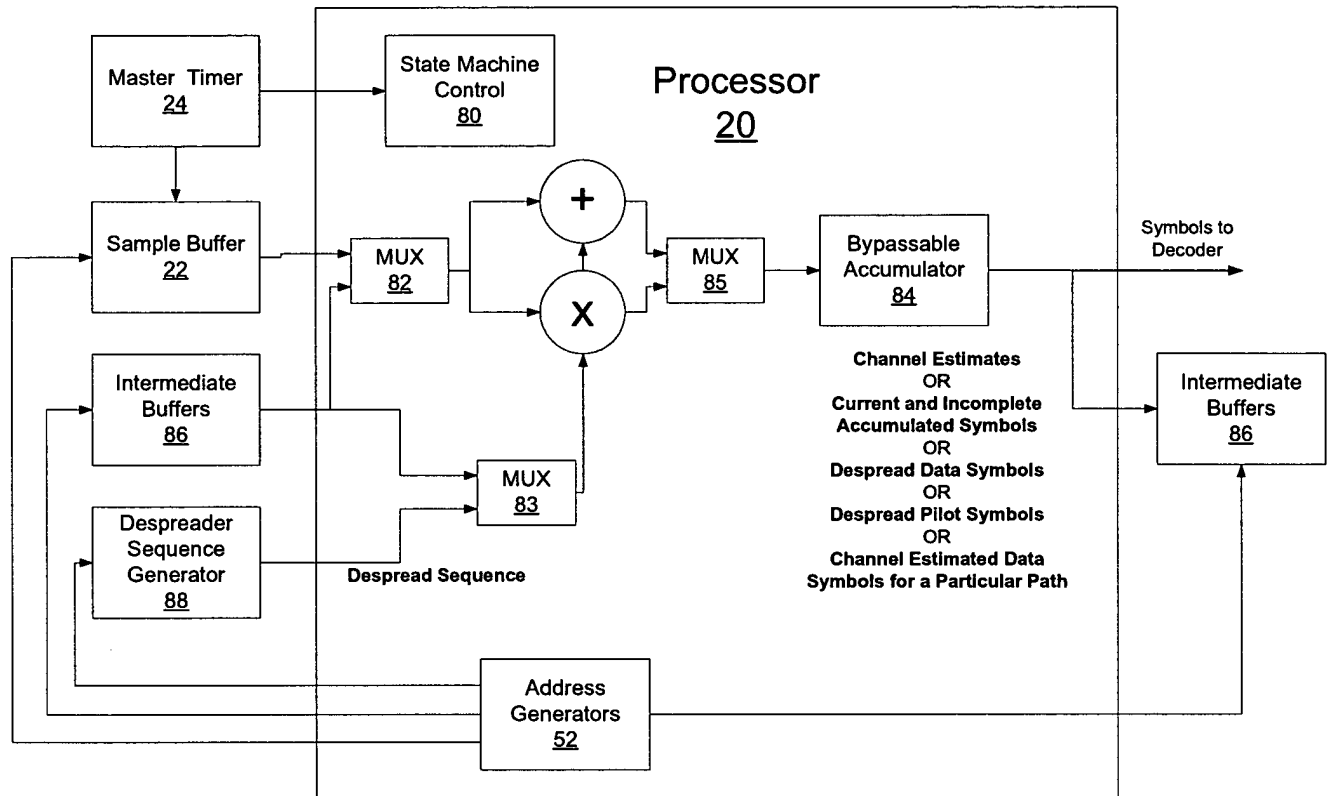 Master Timer
24
State Machine
Control
80
Processor
20
Sample Buffer
22
MUX
82
+
X
MUX
85
Bypassable
Accumulator
84
Symbols to
Decoder
Intermediate
Buffers
86
MUX
83
Channel Estimates
OR
Current and Incomplete
Accumulated Symbols
OR
Despread Data Symbols
OR
Despread Pilot Symbols
OR
Channel Estimated Data
Symbols for a Particular Path
Intermediate
Buffers
86
Despreader
Sequence
Generator
88
Despread Sequence
Address
Generators
52